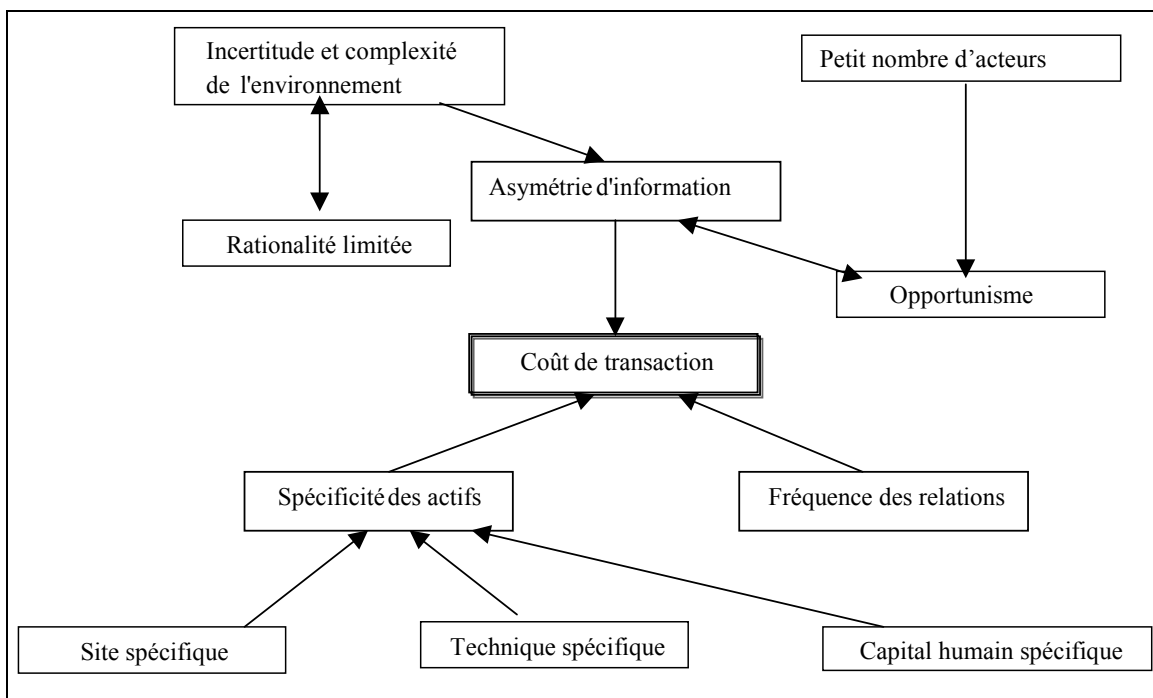 Incertitude et complexité
de l'environnement
Petit nombre d’acteurs
Asymétrie d'information
Rationalité limitée
Opportunisme
Coût de transaction
Spécificité des actifs
Fréquence des relations
Site spécifique
Technique spécifique
Capital humain spécifique